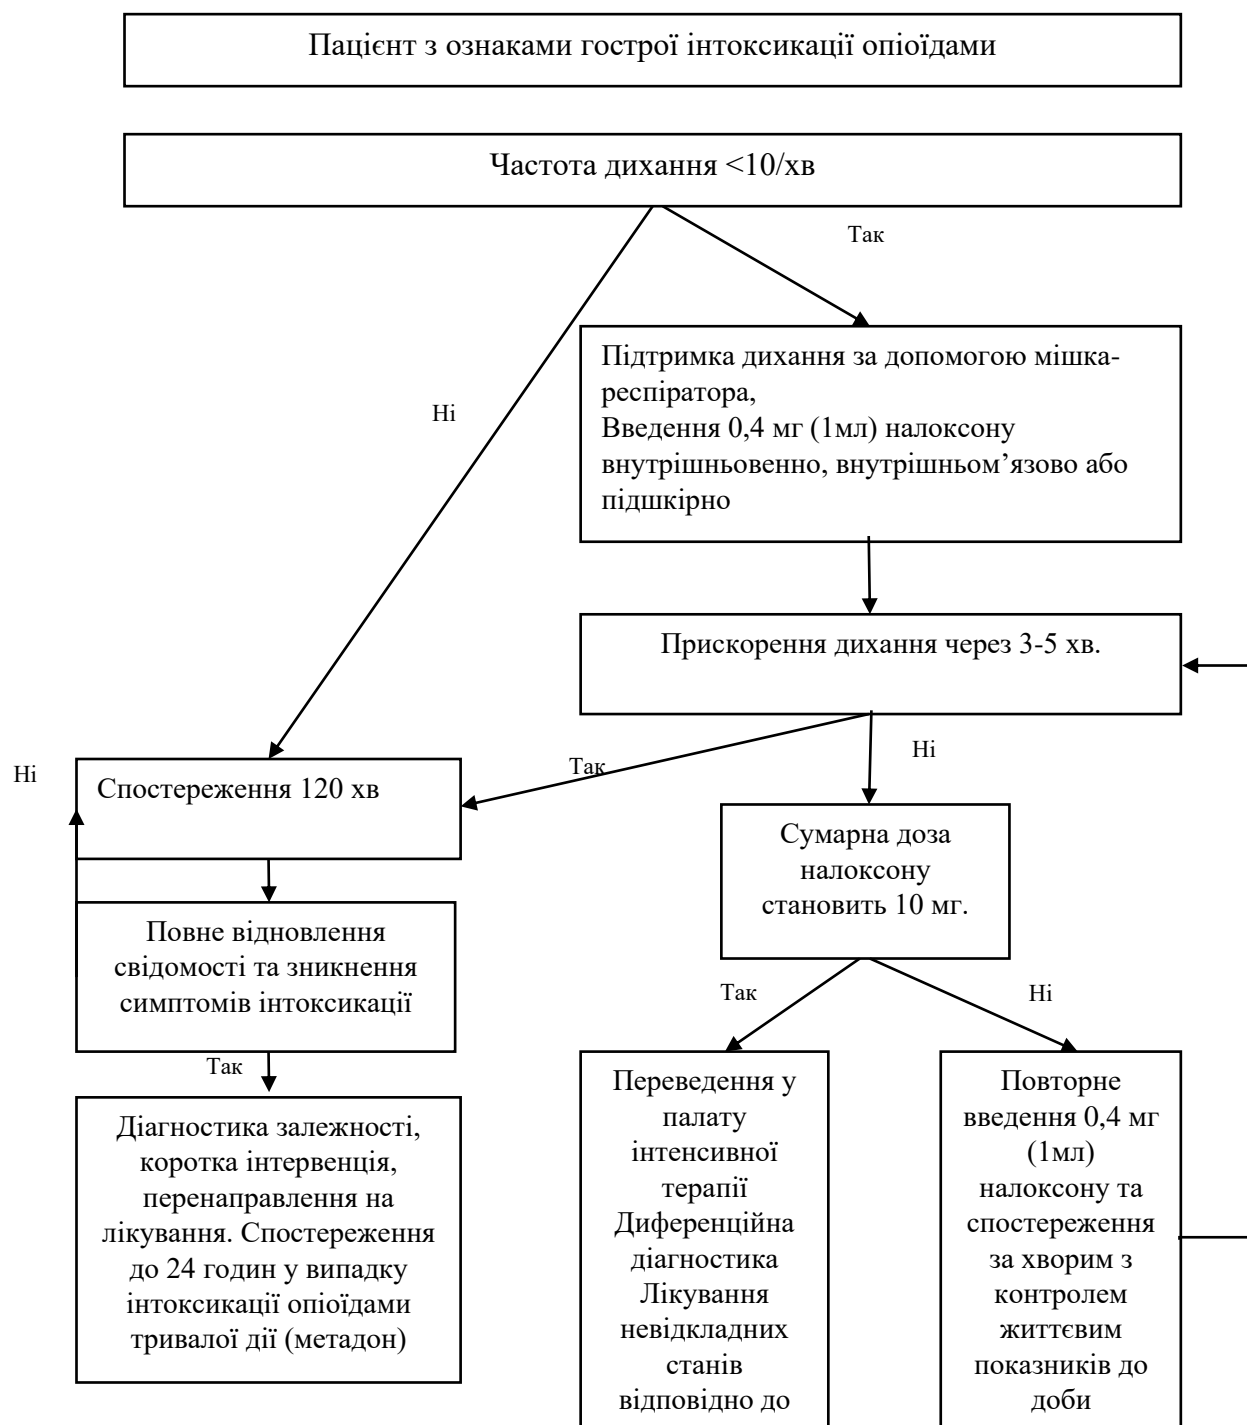 Пацієнт з ознаками гострої інтоксикації опіоїдами
Частота дихання <10/хв
Так
Ні
Підтримка дихання за допомогою мішка-
респіратора,
Введення 0,4 мг (1мл) налоксону
внутрішньовенно, внутрішньом’язово або
підшкірно
Прискорення дихання через 3-5 хв.
Ні
Так
Ні
Спостереження 120 хв
Сумарна доза
налоксону
становить 10 мг.
Повне відновлення
свідомості та зникнення
симптомів інтоксикації
Так
Ні
Так
Діагностика залежності,
коротка інтервенція,
перенаправлення на
лікування. Спостереження
до 24 годин у випадку
інтоксикації опіоїдами
тривалої дії (метадон)
Переведення у
палату
інтенсивної
терапії
Диференційна
діагностика
Лікування
невідкладних
станів
відповідно до
Повторне
введення 0,4 мг
(1мл)
налоксону та
спостереження
за хворим з
контролем
життєвим
показників до
доби